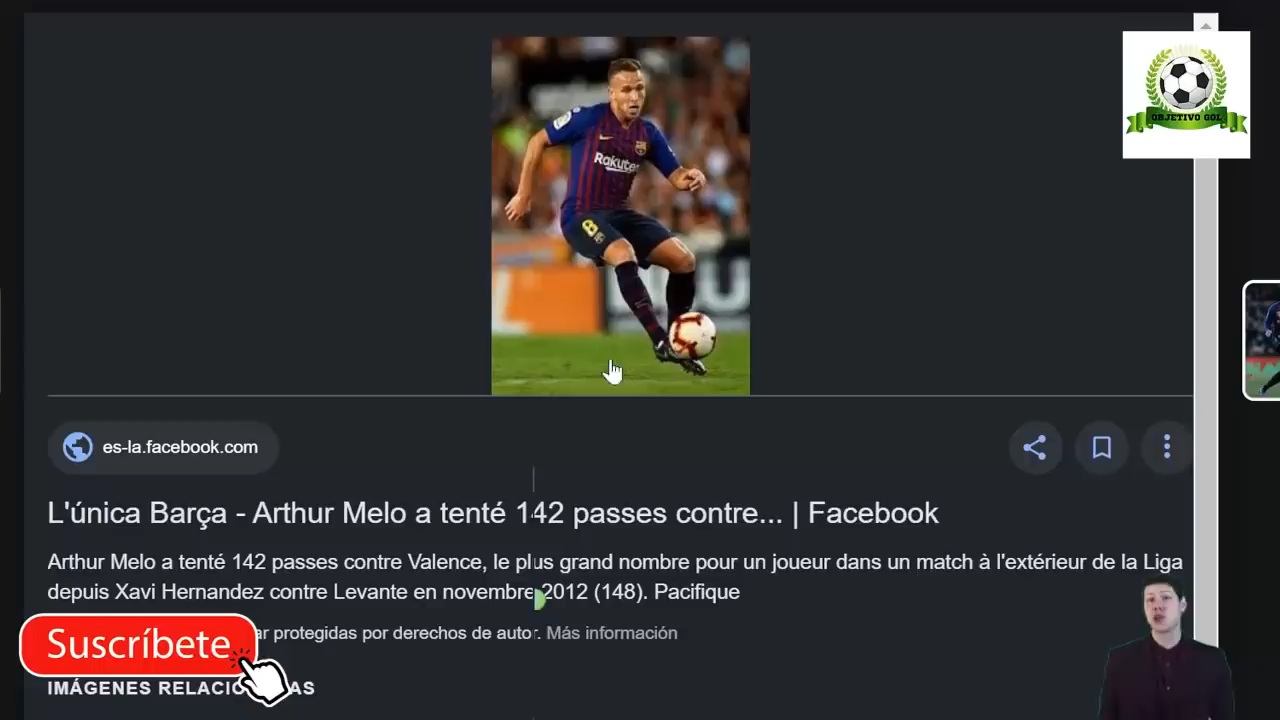 OBJETIVO GOL
Rakuten
8
es-la.facebook.com
L'única Barça - Arthur Melo a tenté 142 passes contre... | Facebook
Arthur Melo a tenté 142 passes contre Valence, le plus grand nombre pour un joueur dans un match à l'extérieur de la Liga
depuis Xavi Hernandez contre Levante en novembre 2012 (148). Pacifique
ar protegidas por derechos de autor. Más información
Suscríbete
IMÁGENES RELACIO AS